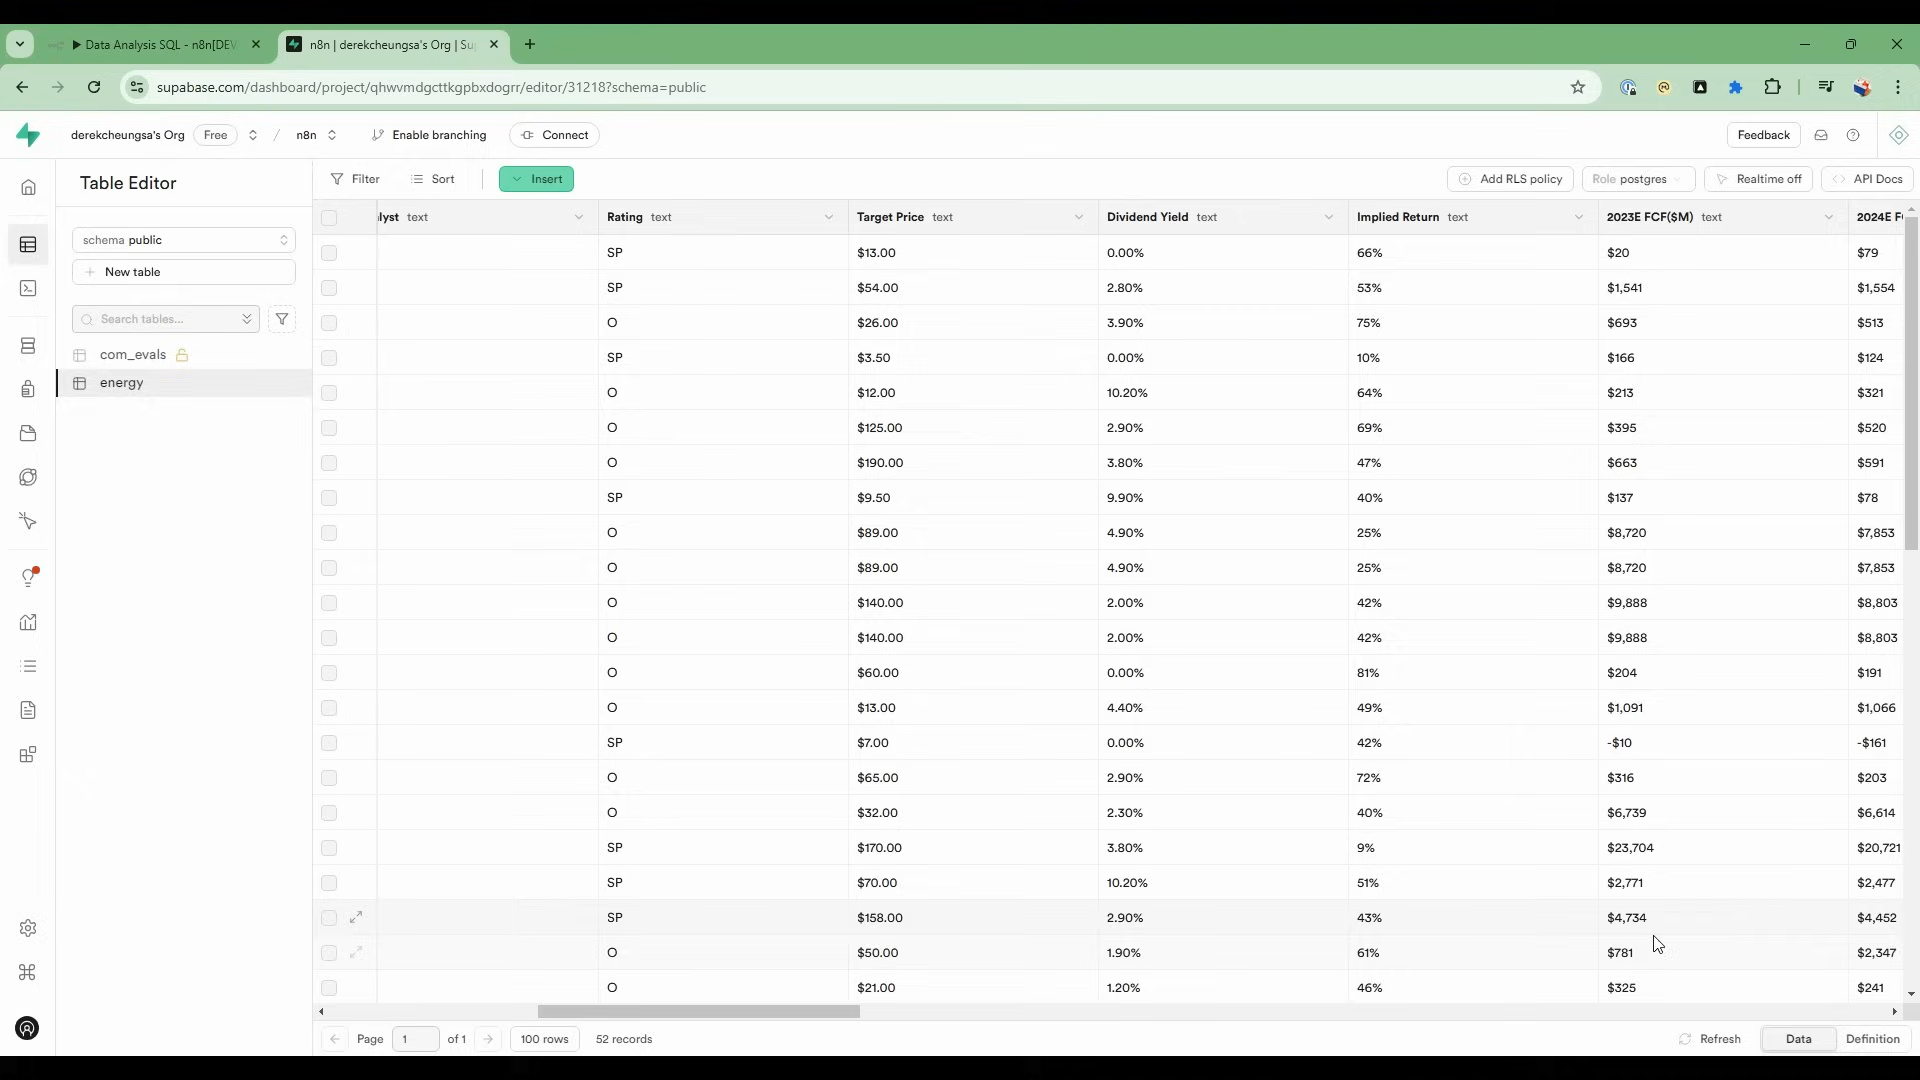 Data Analysis SQL - n8n[DEV
n8n | derekcheungsa's Org | Su
supabase.com/dashboard/project/qhwvmdgcttkgpbxdogrr/editor/31218?schema=public
derekcheungsa's Org Free / n8n Enable branching Connect Feedback
Table Editor Filter Sort Insert Add RLS policy Role postgres Realtime off API Docs
schema public
New table
Search tables...
com_evals
energy
lyst text Rating text Target Price text Dividend Yield text Implied Return text 2023E FCF($M) text 2024E F
SP $13.00 0.00% 66% $20 $79
SP $54.00 2.80% 53% $1,541 $1,554
O $26.00 3.90% 75% $693 $513
SP $3.50 0.00% 10% $166 $124
O $12.00 10.20% 64% $213 $321
O $125.00 2.90% 69% $395 $520
O $190.00 3.80% 47% $663 $591
SP $9.50 9.90% 40% $137 $78
O $89.00 4.90% 25% $8,720 $7,853
O $89.00 4.90% 25% $8,720 $7,853
O $140.00 2.00% 42% $9,888 $8,803
O $140.00 2.00% 42% $9,888 $8,803
O $60.00 0.00% 81% $204 $191
O $13.00 4.40% 49% $1,091 $1,066
SP $7.00 0.00% 42% -$10 -$161
O $65.00 2.90% 72% $316 $203
O $32.00 2.30% 40% $6,739 $6,614
SP $170.00 3.80% 9% $23,704 $20,721
SP $70.00 10.20% 51% $2,771 $2,477
SP $158.00 2.90% 43% $4,734 $4,452
O $50.00 1.90% 61% $781 $2,347
O $21.00 1.20% 46% $325 $241
Page 1 of 1 100 rows 52 records Refresh Data Definition